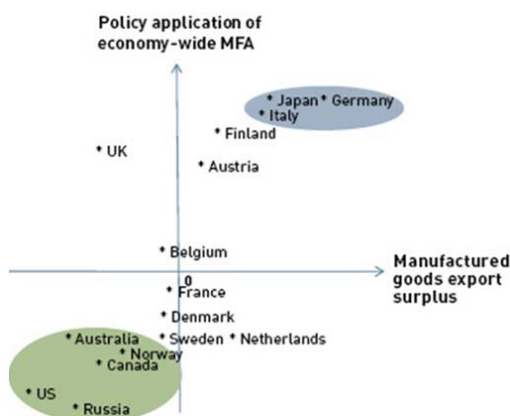 Policy application of
economy-wide MFA
* Japan * Germany
* Italy
* Finland
* UK
* Austria
* Belgium
Manufactured
goods export
surplus
0
* France
* Denmark
* Australia
* Sweden
* Netherlands
* Norway
* Canada
* US
* Russia